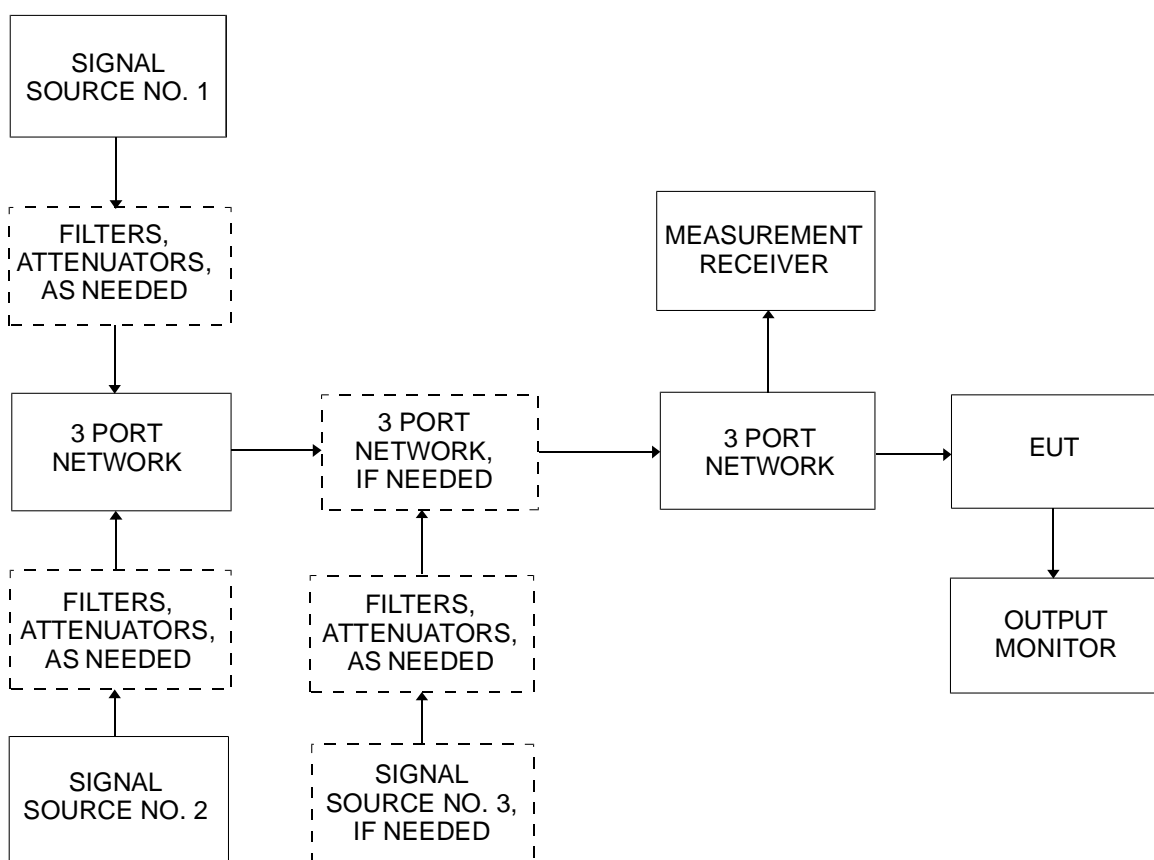 SIGNAL
SOURCE NO. 1
FILTERS,
ATTENUATORS,
AS NEEDED
MEASUREMENT
RECEIVER
3 PORT
NETWORK
3 PORT
NETWORK,
IF NEEDED
3 PORT
NETWORK
EUT
FILTERS,
ATTENUATORS,
AS NEEDED
FILTERS,
ATTENUATORS,
AS NEEDED
OUTPUT
MONITOR
SIGNAL
SOURCE NO. 2
SIGNAL
SOURCE NO. 3,
IF NEEDED